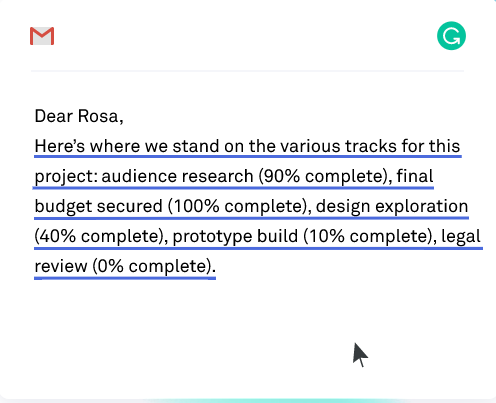 Dear Rosa,
Here’s where we stand on the various tracks for this
project: audience research (90% complete), final
budget secured (100% complete), design exploration
(40% complete), prototype build (10% complete), legal
review (0% complete).